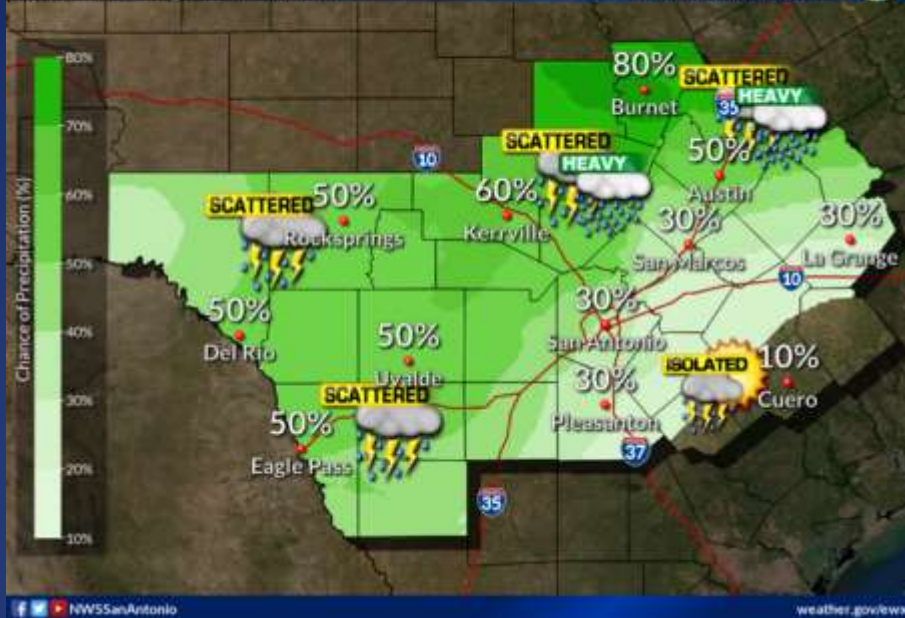 80%
70%
60%
50%
40%
30%
20%
10%
Chance of Precipitation (%)
80%
Burnet
SCATTERED
HEAVY
35
50%
Austin
SCATTERED
HEAVY
10
60%
Kerrville
SCATTERED
50%
Rocksprings
30%
San Marcos
30%
La Grange
10
50%
Del Rio
50%
Uvalde
30%
San Antonio
ISOLATED
10%
Cuero
SCATTERED
50%
Eagle Pass
30%
Pleasanton
37
35
NWSSanAntonio
weather.gov/ewx